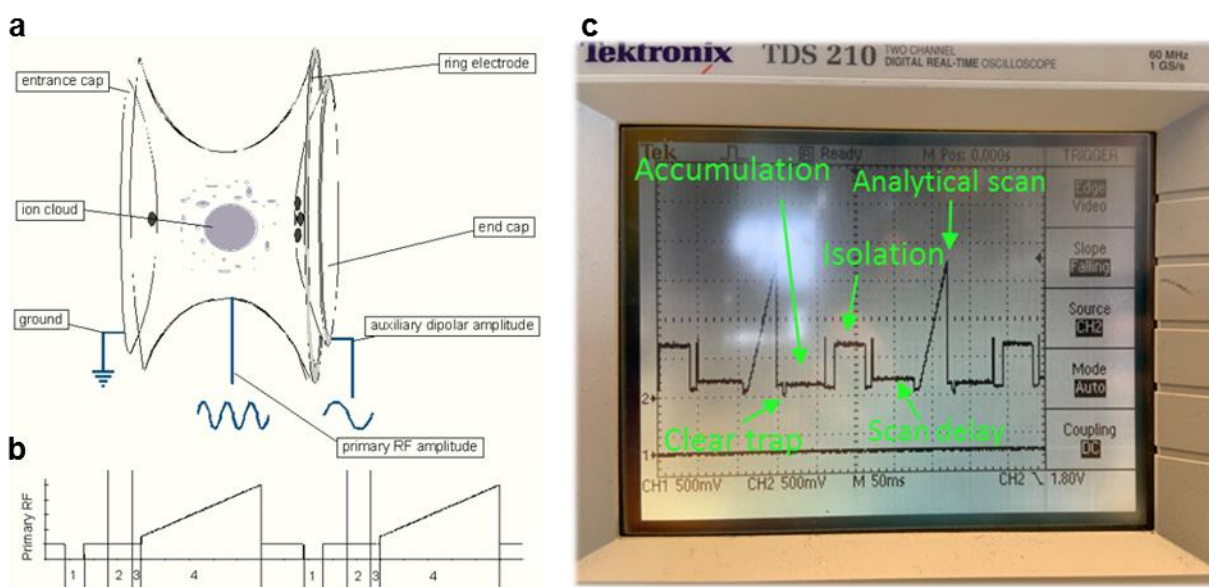 a
entrance cap
ring electrode
ion cloud
end cap
ground
auxiliary dipolar amplitude
primary RF amplitude
b
Primary RF
1 2 3 4 1 2 3 4
c
Tektronix TDS 210 TWO CHANNEL
DIGITAL REAL-TIME OSCILLOSCOPE
60 MHz
1 GS/s
Tek Ready M Pos: 0.000s TRIGGER
Accumulation
Analytical scan
Isolation
Clear trap
Scan delay
Edge
Video
Slope
Falling
Source
CH2
Mode
Auto
Coupling
DC
2
1
CH1 500mV CH2 500mV M 50ms CH2 1.80V